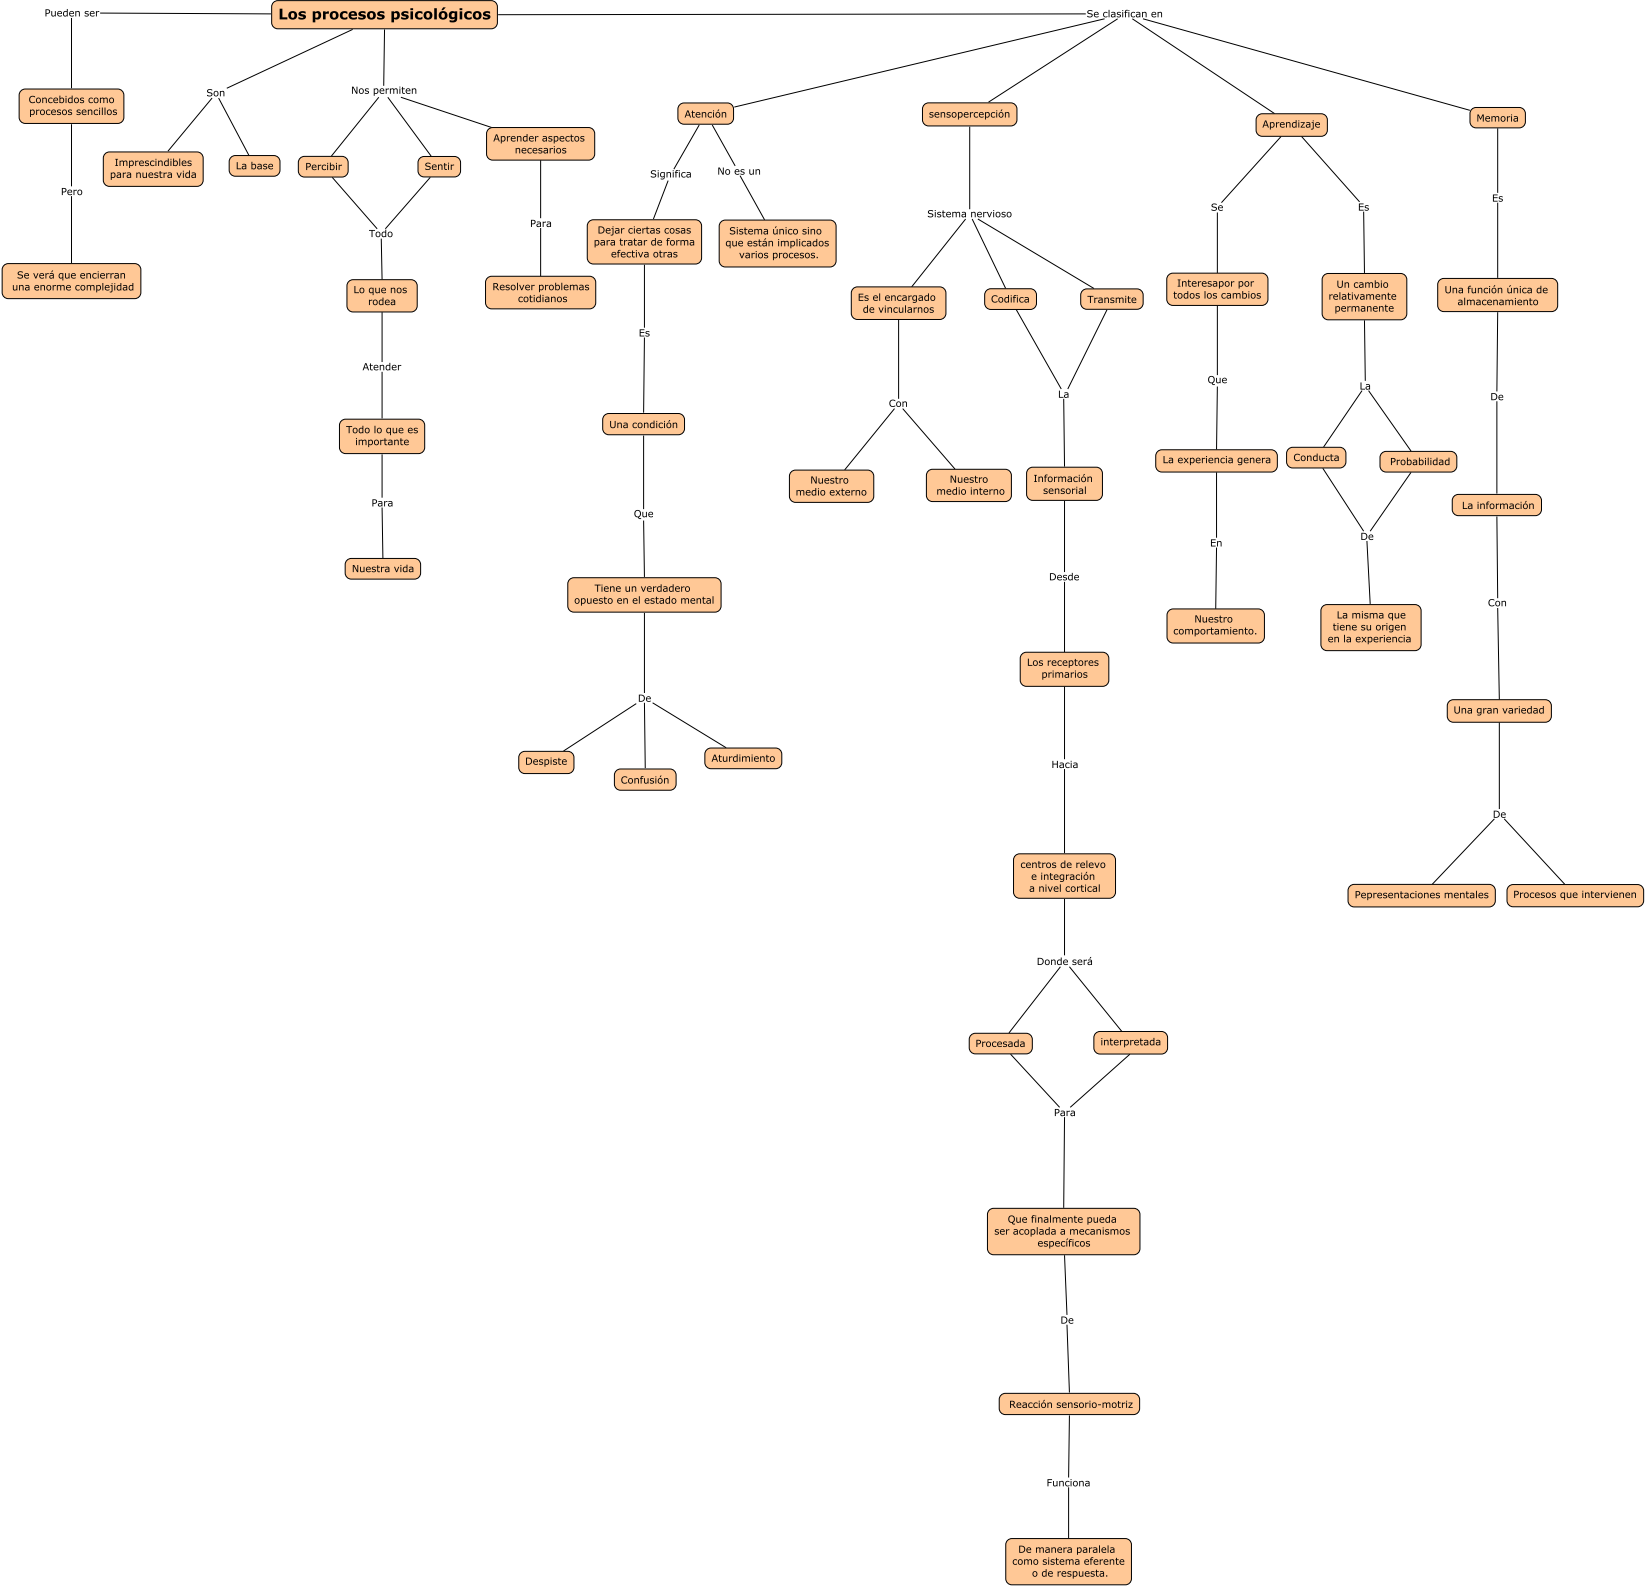 Los procesos psicológicos
Pueden ser
Concebidos como
procesos sencillos
Pero
Se verá que encierran
una enorme complejidad
Son
Imprescindibles
para nuestra vida
La base
Nos permiten
Percibir
Sentir
Todo
Lo que nos
rodea
Atender
Todo lo que es
importante
Para
Nuestra vida
Aprender aspectos
necesarios
Para
Resolver problemas
cotidianos
Se clasifican en
Atención
Significa
Dejar ciertas cosas
para tratar de forma
efectiva otras
Es
Una condición
Que
Tiene un verdadero
opuesto en el estado mental
De
Despiste
Confusión
Aturdimiento
No es un
Sistema único sino
que están implicados
varios procesos.
sensopercepción
Sistema nervioso
Es el encargado
de vincularnos
Con
Nuestro
medio externo
Nuestro
medio interno
Codifica
Transmite
La
Información
sensorial
Desde
Los receptores
primarios
Hacia
centros de relevo
e integración
a nivel cortical
Donde será
Procesada
interpretada
Para
Que finalmente pueda
ser acoplada a mecanismos
específicos
De
Reacción sensorio-motriz
Funciona
De manera paralela
como sistema eferente
o de respuesta.
Aprendizaje
Se
Interesapor por
todos los cambios
Que
La experiencia genera
En
Nuestro
comportamiento.
Es
Un cambio
relativamente
permanente
La
Conducta
Probabilidad
De
La misma que
tiene su origen
en la experiencia
Memoria
Es
Una función única de
almacenamiento
De
La información
Con
Una gran variedad
De
Pepresentaciones mentales
Procesos que intervienen